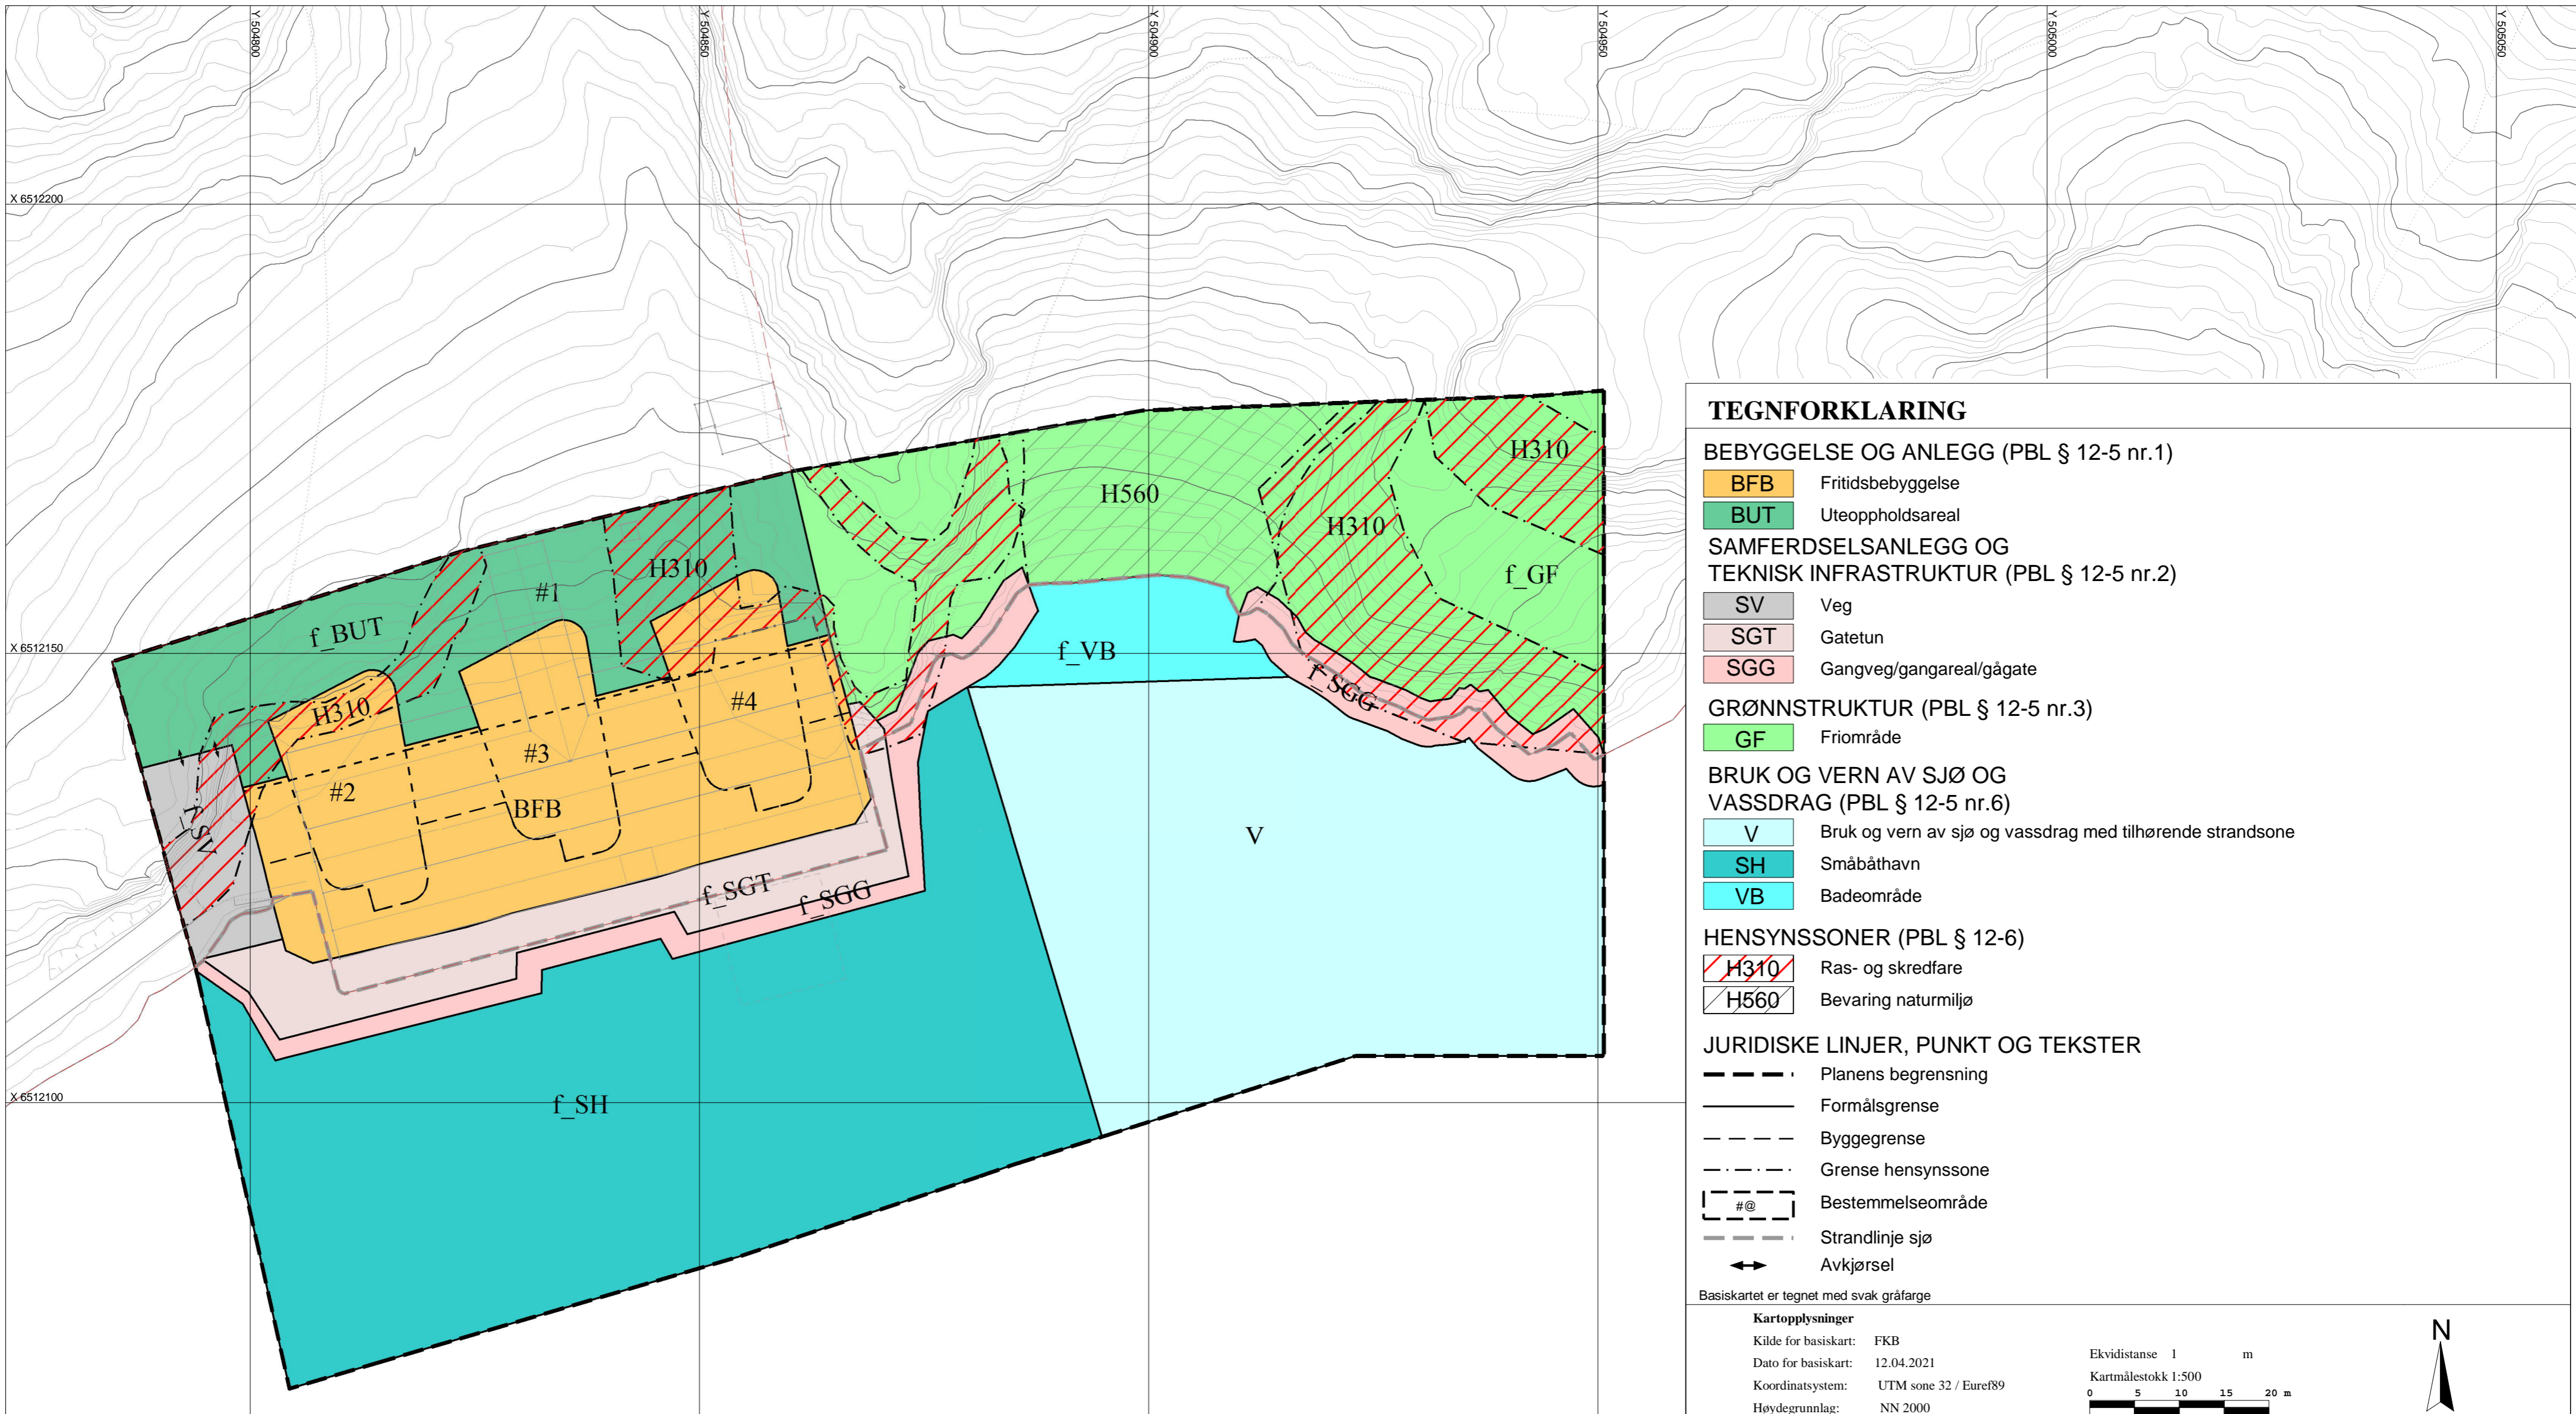 Y 504800
Y 504850
Y 504900
Y 504950
Y 505000
Y 505050
X 6512200
X 6512150
X 6512100
H310
H560
H310
f_GF
H310
#1
f_BUT
f_VB
f_SGG
H310
#4
#3
#2
BFB
f_SV
V
f_SGT
f_SGG
f_SH
TEGNFORKLARING
BEBYGGELSE OG ANLEGG (PBL § 12-5 nr.1)
BFB Fritidsbebyggelse
BUT Uteoppholdsareal
SAMFERDSELSANLEGG OG
TEKNISK INFRASTRUKTUR (PBL § 12-5 nr.2)
SV Veg
SGT Gatetun
SGG Gangveg/gangareal/gågate
GRØNNSTRUKTUR (PBL § 12-5 nr.3)
GF Friområde
BRUK OG VERN AV SJØ OG
VASSDRAG (PBL § 12-5 nr.6)
V Bruk og vern av sjø og vassdrag med tilhørende strandsone
SH Småbåthavn
VB Badeområde
HENSYNSSONER (PBL § 12-6)
H310 Ras- og skredfare
H560 Bevaring naturmiljø
JURIDISKE LINJER, PUNKT OG TEKSTER
Planens begrensning
Formålsgrense
Byggegrense
Grense hensynssone
#@ Bestemmelseområde
Strandlinje sjø
Avkjørsel
Basiskartet er tegnet med svak gråfarge
Kartopplysninger
Kilde for basiskart: FKB
Dato for basiskart: 12.04.2021
Koordinatsystem: UTM sone 32 / Euref89
Høydegrunnlag: NN 2000
Ekvidistanse 1 m
Kartmålestokk 1:500
0 5 10 15 20 m
N